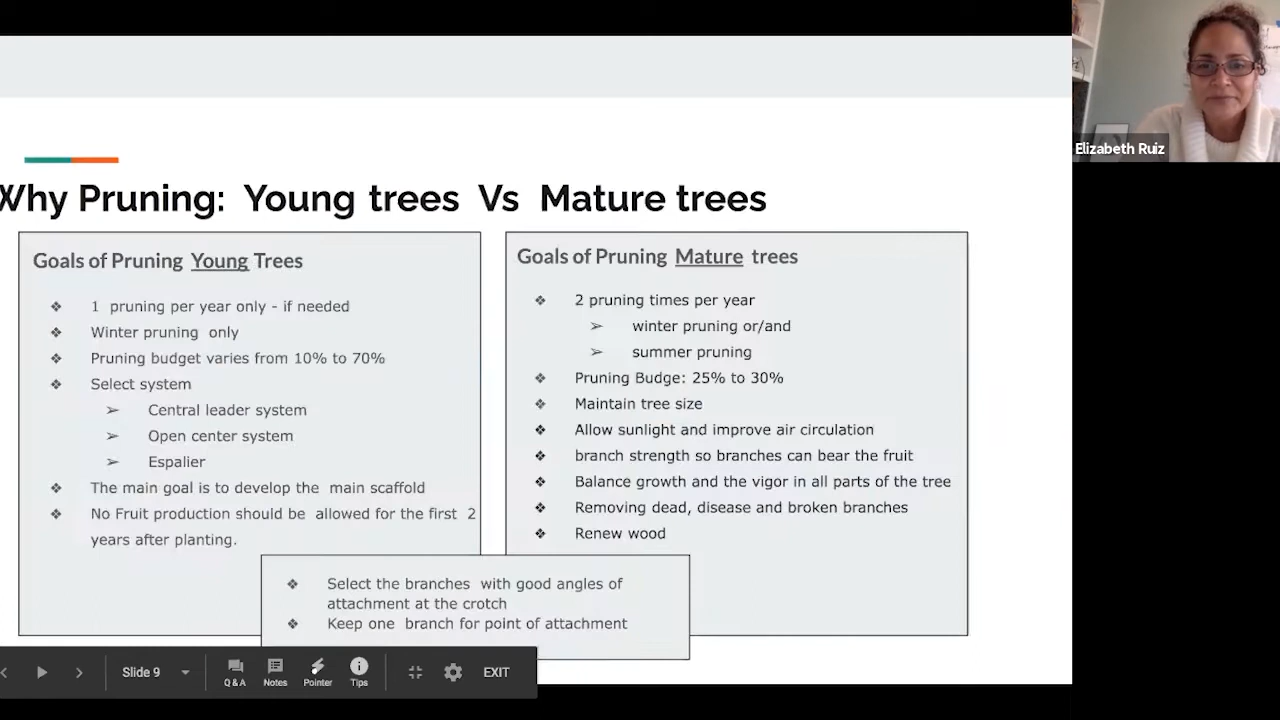 Why Pruning: Young trees Vs Mature trees
Goals of Pruning Young Trees
❖ 1 pruning per year only - if needed
❖ Winter pruning only
❖ Pruning budget varies from 10% to 70%
❖ Select system
➢ Central leader system
➢ Open center system
➢ Espalier
❖ The main goal is to develop the main scaffold
❖ No Fruit production should be allowed for the first 2
years after planting.
Goals of Pruning Mature trees
❖ 2 pruning times per year
➢ winter pruning or/and
➢ summer pruning
❖ Pruning Budge: 25% to 30%
❖ Maintain tree size
❖ Allow sunlight and improve air circulation
❖ branch strength so branches can bear the fruit
❖ Balance growth and the vigor in all parts of the tree
❖ Removing dead, disease and broken branches
❖ Renew wood
❖ Select the branches with good angles of
attachment at the crotch
❖ Keep one branch for point of attachment
Slide 9
Q & A
Notes
Pointer
Tips
EXIT
Elizabeth Ruiz